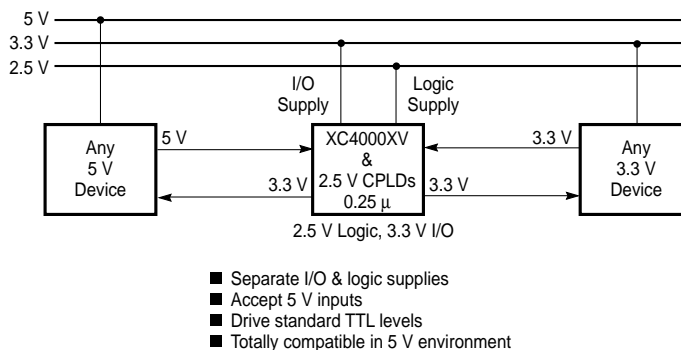 5 V
3.3 V
2.5 V
I/O
Supply
Logic
Supply
Any
5 V
Device
5 V
3.3 V
XC4000XV
&
2.5 V CPLDs
0.25 µ
3.3 V
3.3 V
Any
3.3 V
Device
2.5 V Logic, 3.3 V I/O
■ Separate I/O & logic supplies
■ Accept 5 V inputs
■ Drive standard TTL levels
■ Totally compatible in 5 V environment